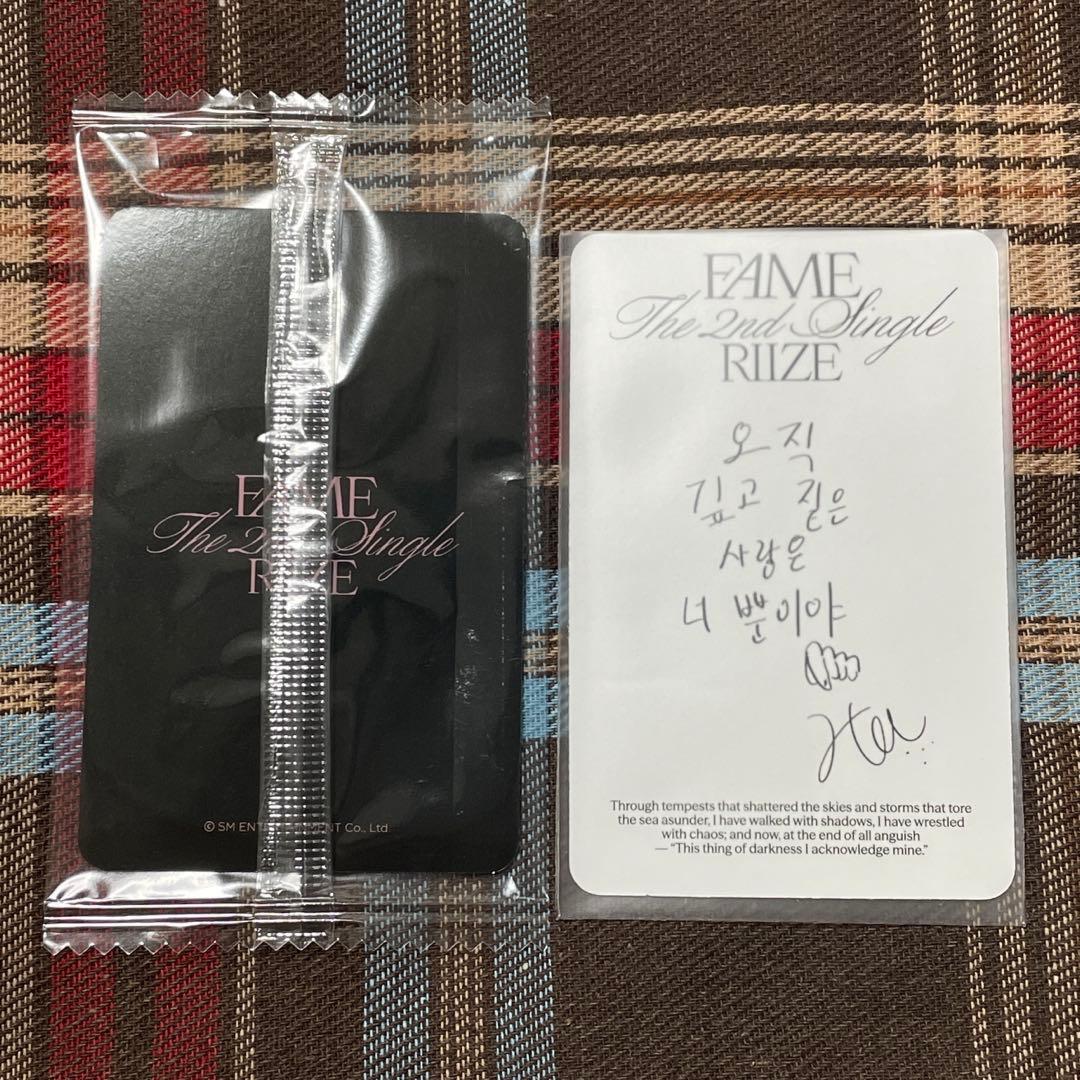 FAME
The 2nd Single
RIIZE
© SM ENTERTAINMENT Co., Ltd.
FAME
The 2nd Single
RIIZE
오직
깊고 짙은
사랑은
너 뿐이야
Through tempests that shattered the skies and storms that tore
the sea asunder, I have walked with shadows, I have wrestled
with chaos; and now, at the end of all anguish
— “This thing of darkness I acknowledge mine.”